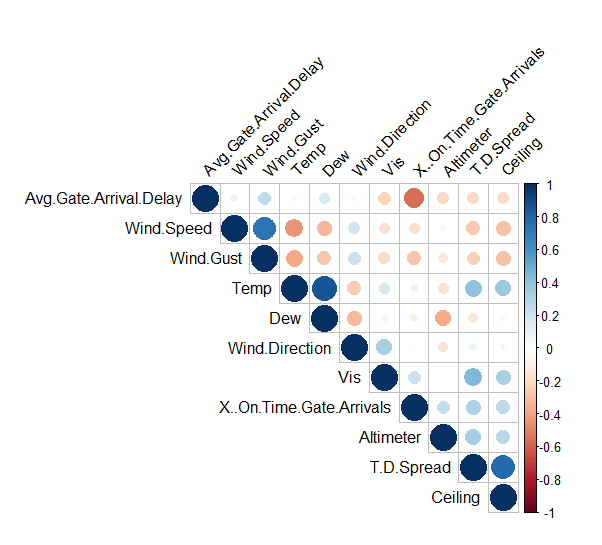 Avg.Gate.Arrival.Delay
Wind.Speed
Wind.Gust
Temp
Dew
Wind.Direction
Vis
X..On.Time.Gate.Arrivals
Altimeter
T.D.Spread
Ceiling
Avg.Gate.Arrival.Delay
Wind.Speed
Wind.Gust
Temp
Dew
Wind.Direction
Vis
X..On.Time.Gate.Arrivals
Altimeter
T.D.Spread
Ceiling
1
0.8
0.6
0.4
0.2
0
-0.2
-0.4
-0.6
-0.8
-1